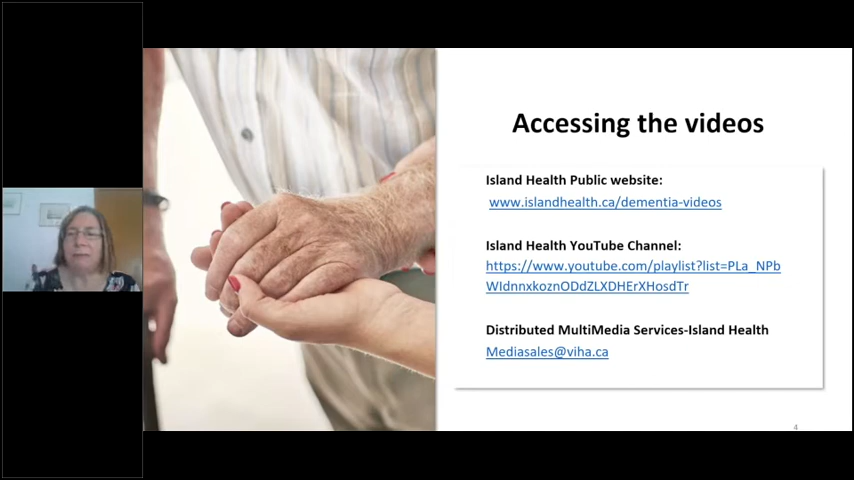 Accessing the videos
Island Health Public website:
www.islandhealth.ca/dementia-videos
Island Health YouTube Channel:
https://www.youtube.com/playlist?list=PLa_NPb
WIdnnxkoznODdZLXDHErXHosdTr
Distributed MultiMedia Services-Island Health
Mediasales@viha.ca
4